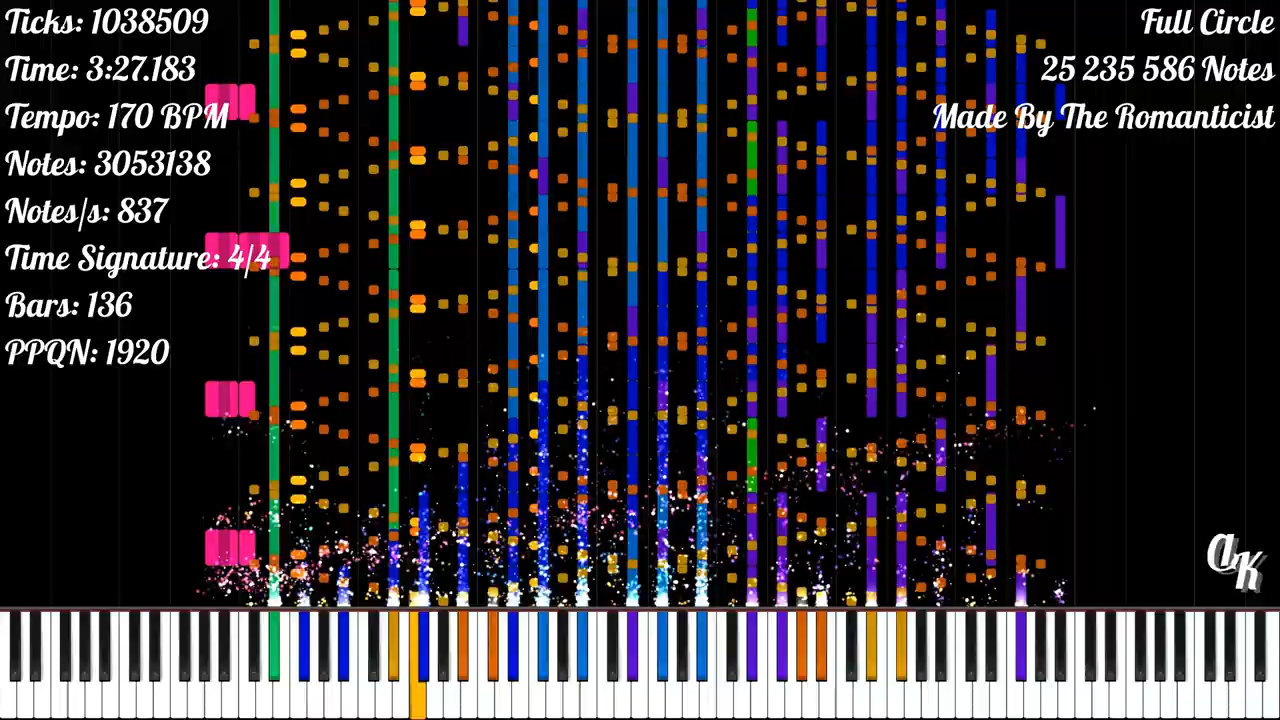 Ticks: 1038509
Time: 3:27.183
Tempo: 170 BPM
Notes: 3053138
Notes/s: 837
Time Signature: 4/4
Bars: 136
PPQN: 1920
Full Circle
25 235 586 Notes
Made By The Romanticist
aK